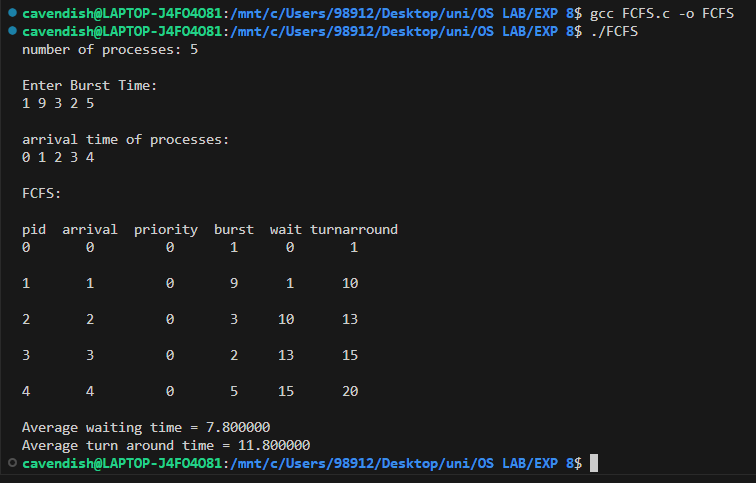 cavendish@LAPTOP-J4FO4O81:/mnt/c/Users/98912/Desktop/uni/OS LAB/EXP 8$ gcc FCFS.c -o FCFS
cavendish@LAPTOP-J4FO4O81:/mnt/c/Users/98912/Desktop/uni/OS LAB/EXP 8$ ./FCFS
number of processes: 5
Enter Burst Time:
1 9 3 2 5
arrival time of processes:
0 1 2 3 4
FCFS:
pid arrival priority burst wait turnarround
0 0 0 1 0 1
1 1 0 9 1 10
2 2 0 3 10 13
3 3 0 2 13 15
4 4 0 5 15 20
Average waiting time = 7.800000
Average turn around time = 11.800000
cavendish@LAPTOP-J4FO4O81:/mnt/c/Users/98912/Desktop/uni/OS LAB/EXP 8$